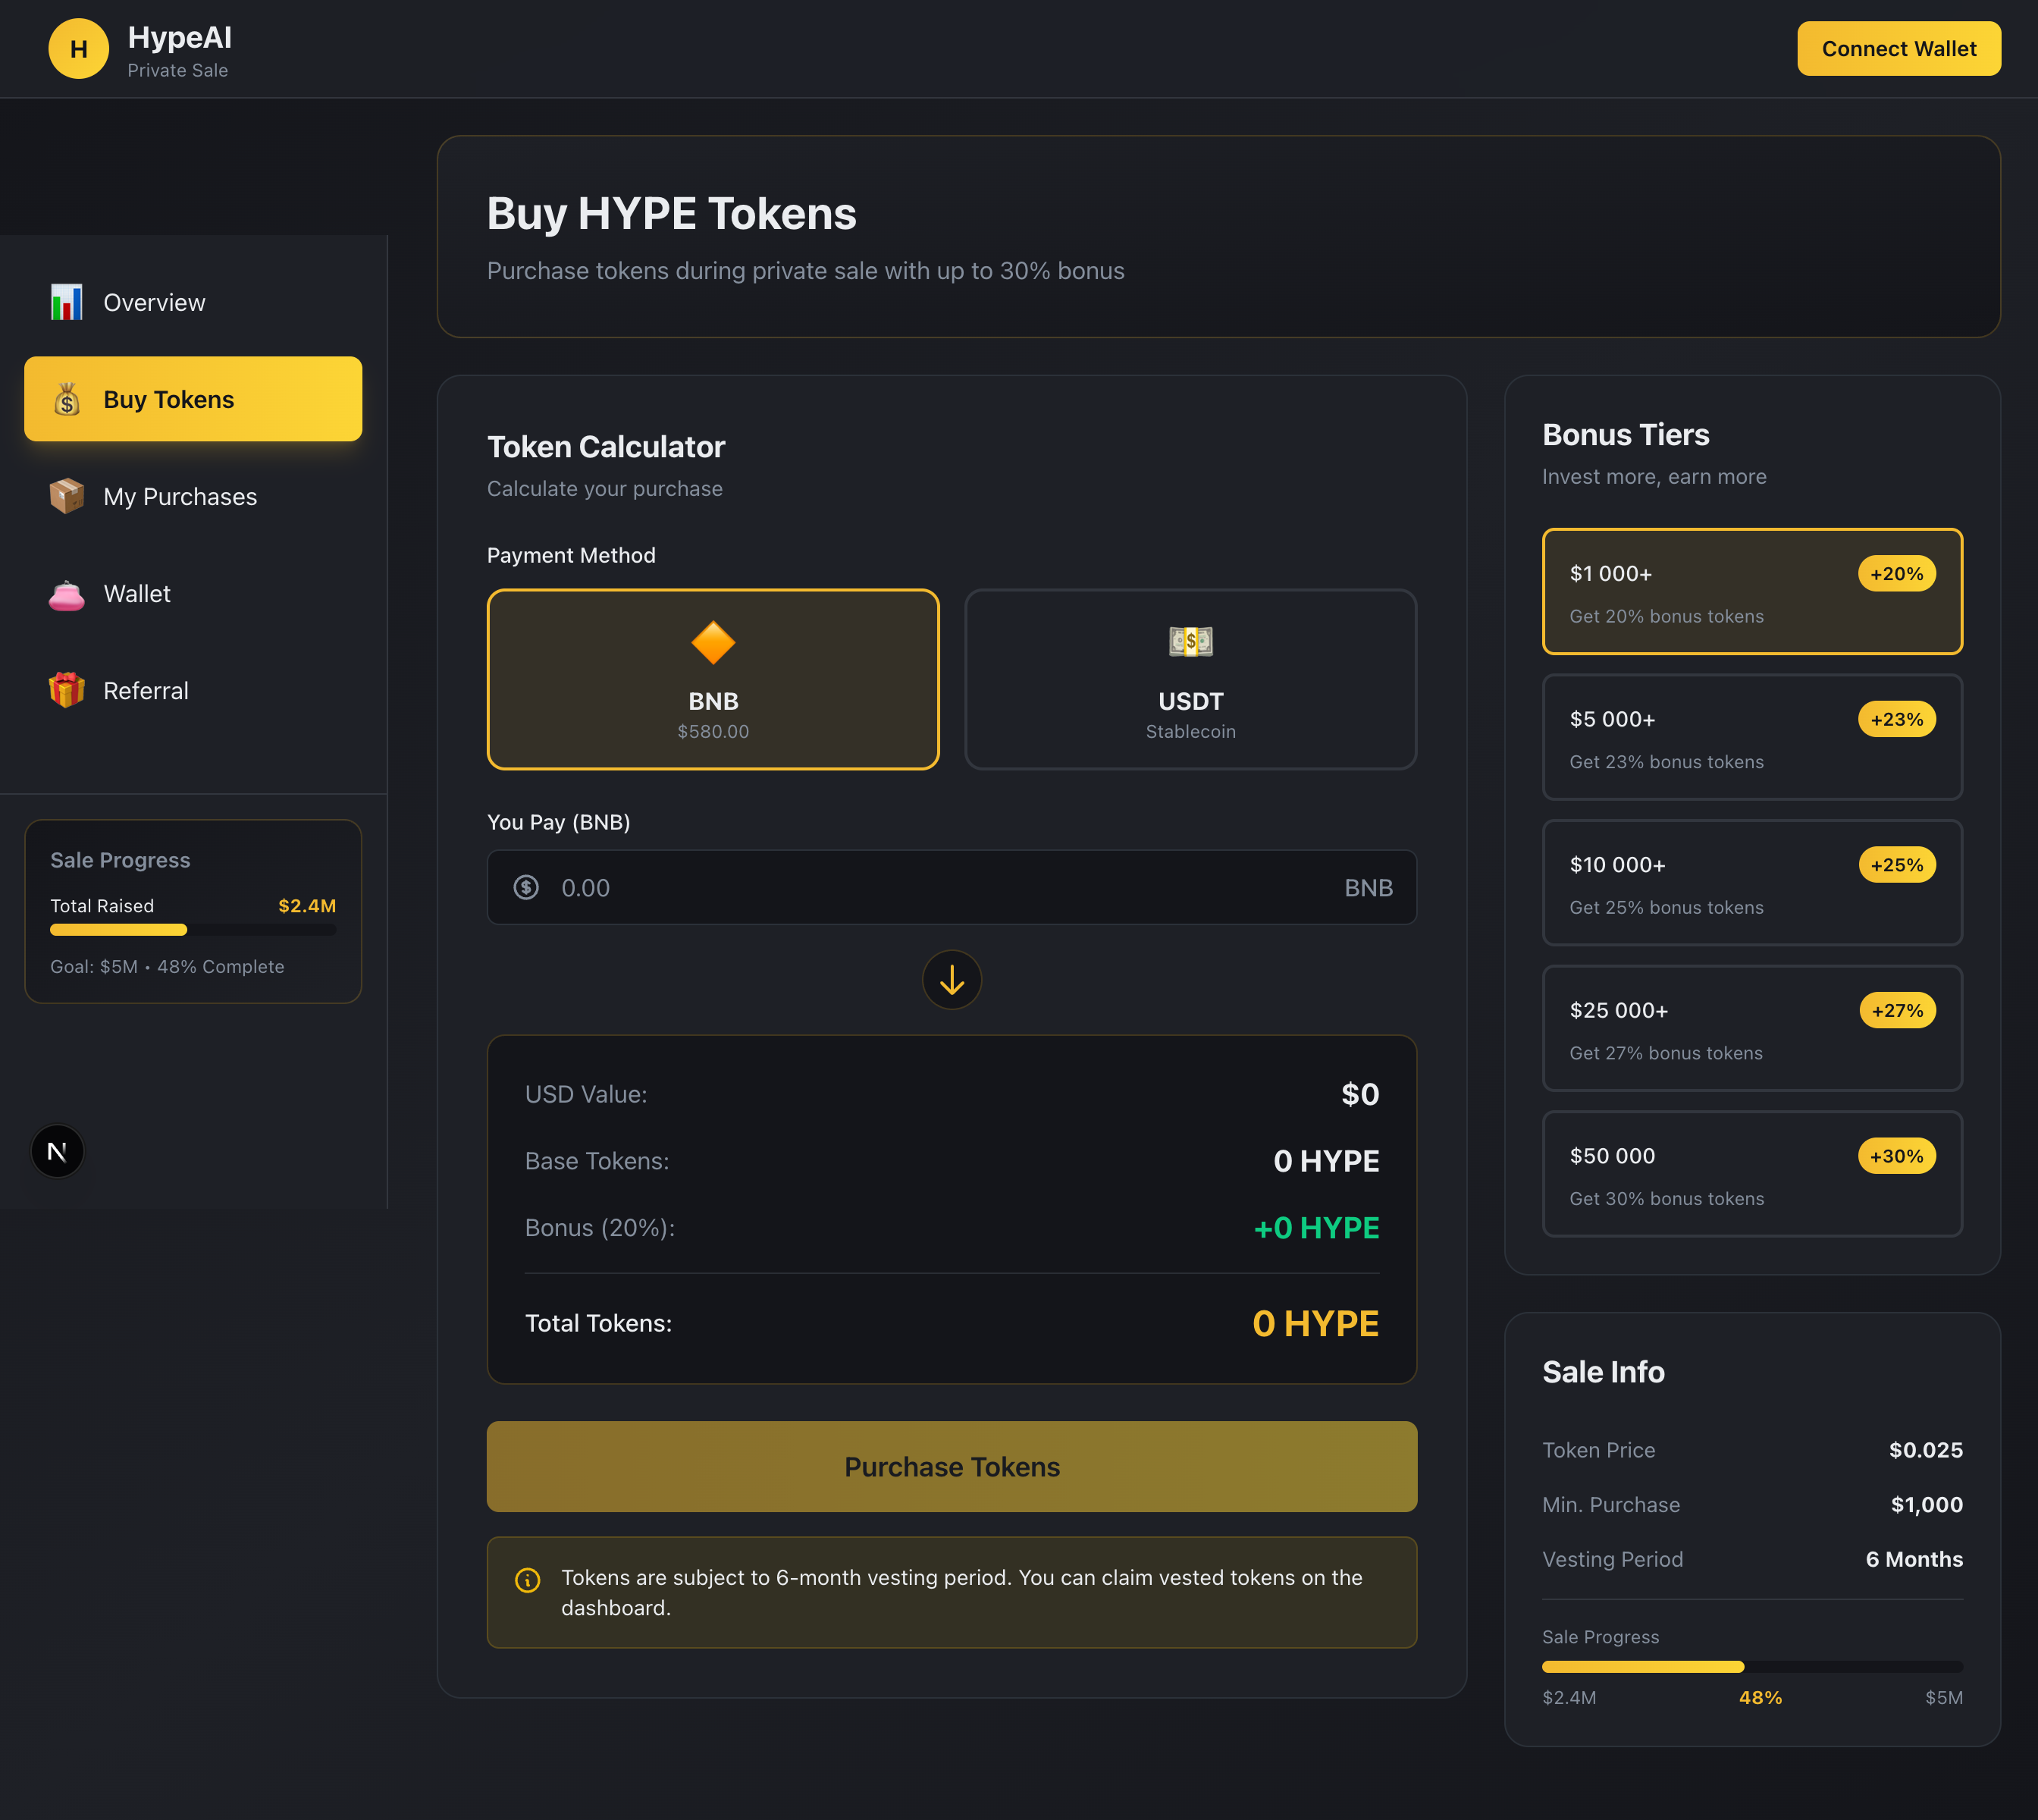 H
HypeAI
Private Sale
Connect Wallet
Overview
Buy Tokens
My Purchases
Wallet
Referral
Sale Progress
Total Raised $2.4M
Goal: $5M • 48% Complete
N
Buy HYPE Tokens
Purchase tokens during private sale with up to 30% bonus
Token Calculator
Calculate your purchase
Payment Method
BNB
$580.00
USDT
Stablecoin
You Pay (BNB)
0.00 BNB
USD Value: $0
Base Tokens: 0 HYPE
Bonus (20%): +0 HYPE
Total Tokens: 0 HYPE
Purchase Tokens
Tokens are subject to 6-month vesting period. You can claim vested tokens on the
dashboard.
Bonus Tiers
Invest more, earn more
$1 000+ +20%
Get 20% bonus tokens
$5 000+ +23%
Get 23% bonus tokens
$10 000+ +25%
Get 25% bonus tokens
$25 000+ +27%
Get 27% bonus tokens
$50 000 +30%
Get 30% bonus tokens
Sale Info
Token Price $0.025
Min. Purchase $1,000
Vesting Period 6 Months
Sale Progress
$2.4M 48% $5M